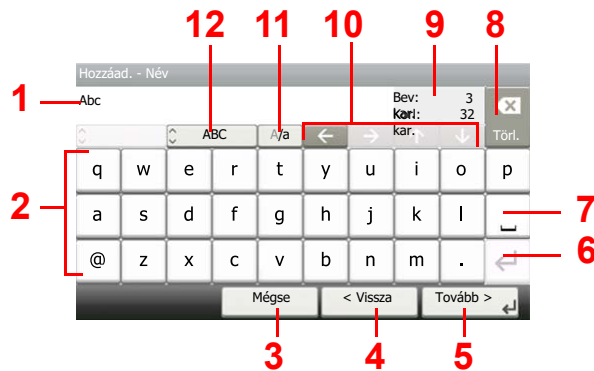 12 11 10 9 8
Hozzáad. - Név
1 Abc Bev: 3
kar.
Korl: 32
kar.
ABC A/a ← → ↑ ↓ Törl.
2 q w e r t y u i o p
a s d f g h j k l 7
@ z x c v b n m . 6
Mégse < Vissza Tovább >
3 4 5